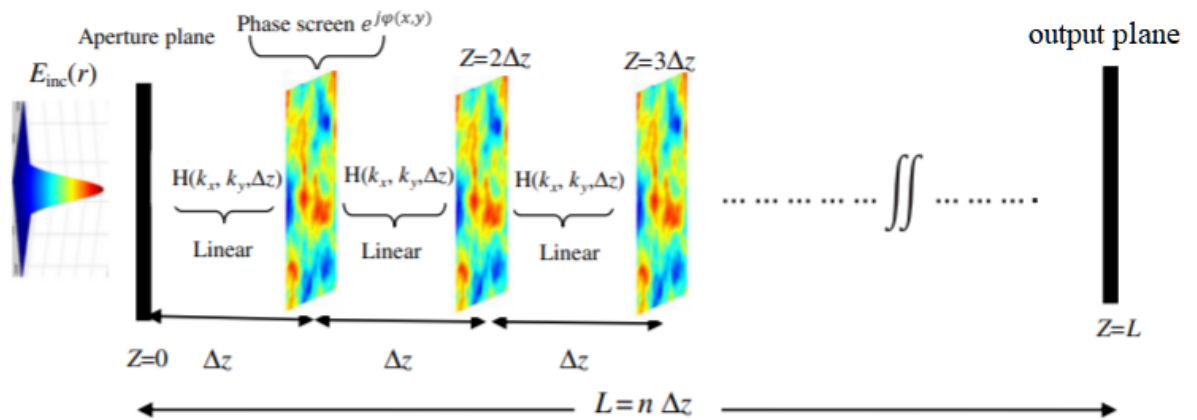 Phase screen e^{jφ(x,y)}
Aperture plane
output plane
E_inc(r)
Z=2Δz
Z=3Δz
H(k_x, k_y,Δz)
H(k_x, k_y,Δz)
H(k_x, k_y,Δz)
Linear
Linear
Linear
... ... ... ... ... ∬ ... ... ... .
Z=0
Δz
Δz
Δz
Z=L
L=n Δz